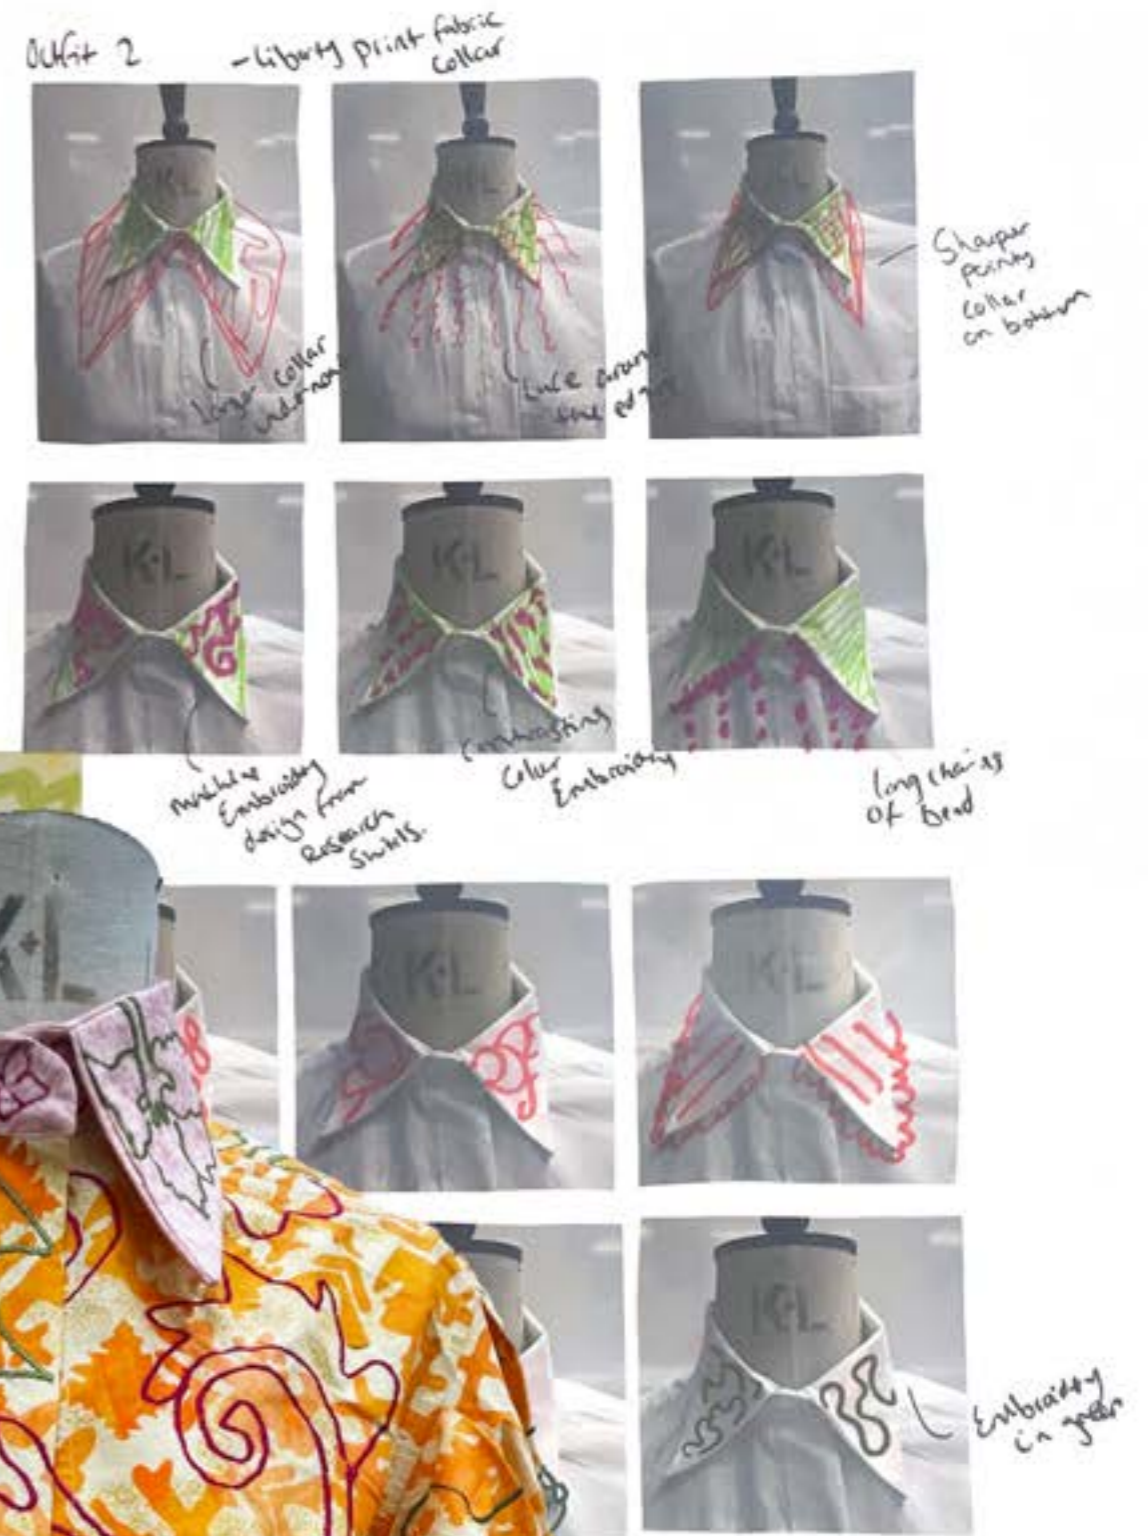 Outfit 2
- Liberty print fabric
collar
K·L
Sharper
pointy
collar
on bottom
larger collar
underneath
Lace around
the edges
K·L
K·L
K·L
Machine
Embroidery
design from
Research
Swirls.
Contrasting
colour
Embroidery
long chains
of bead
K·L
K·L
K·L
Embroidery
in green